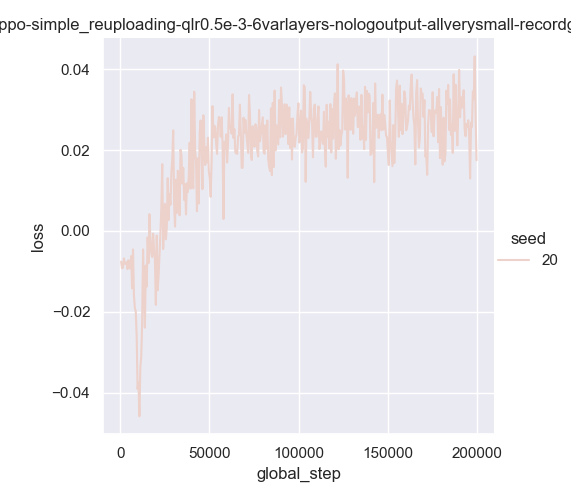 ppo-simple_reuploading-qlr0.5e-3-6varlayers-nologoutput-allverysmall-recordg
0.04
0.02
0.00
−0.02
−0.04
loss
0
50000
100000
150000
200000
global_step
seed
20